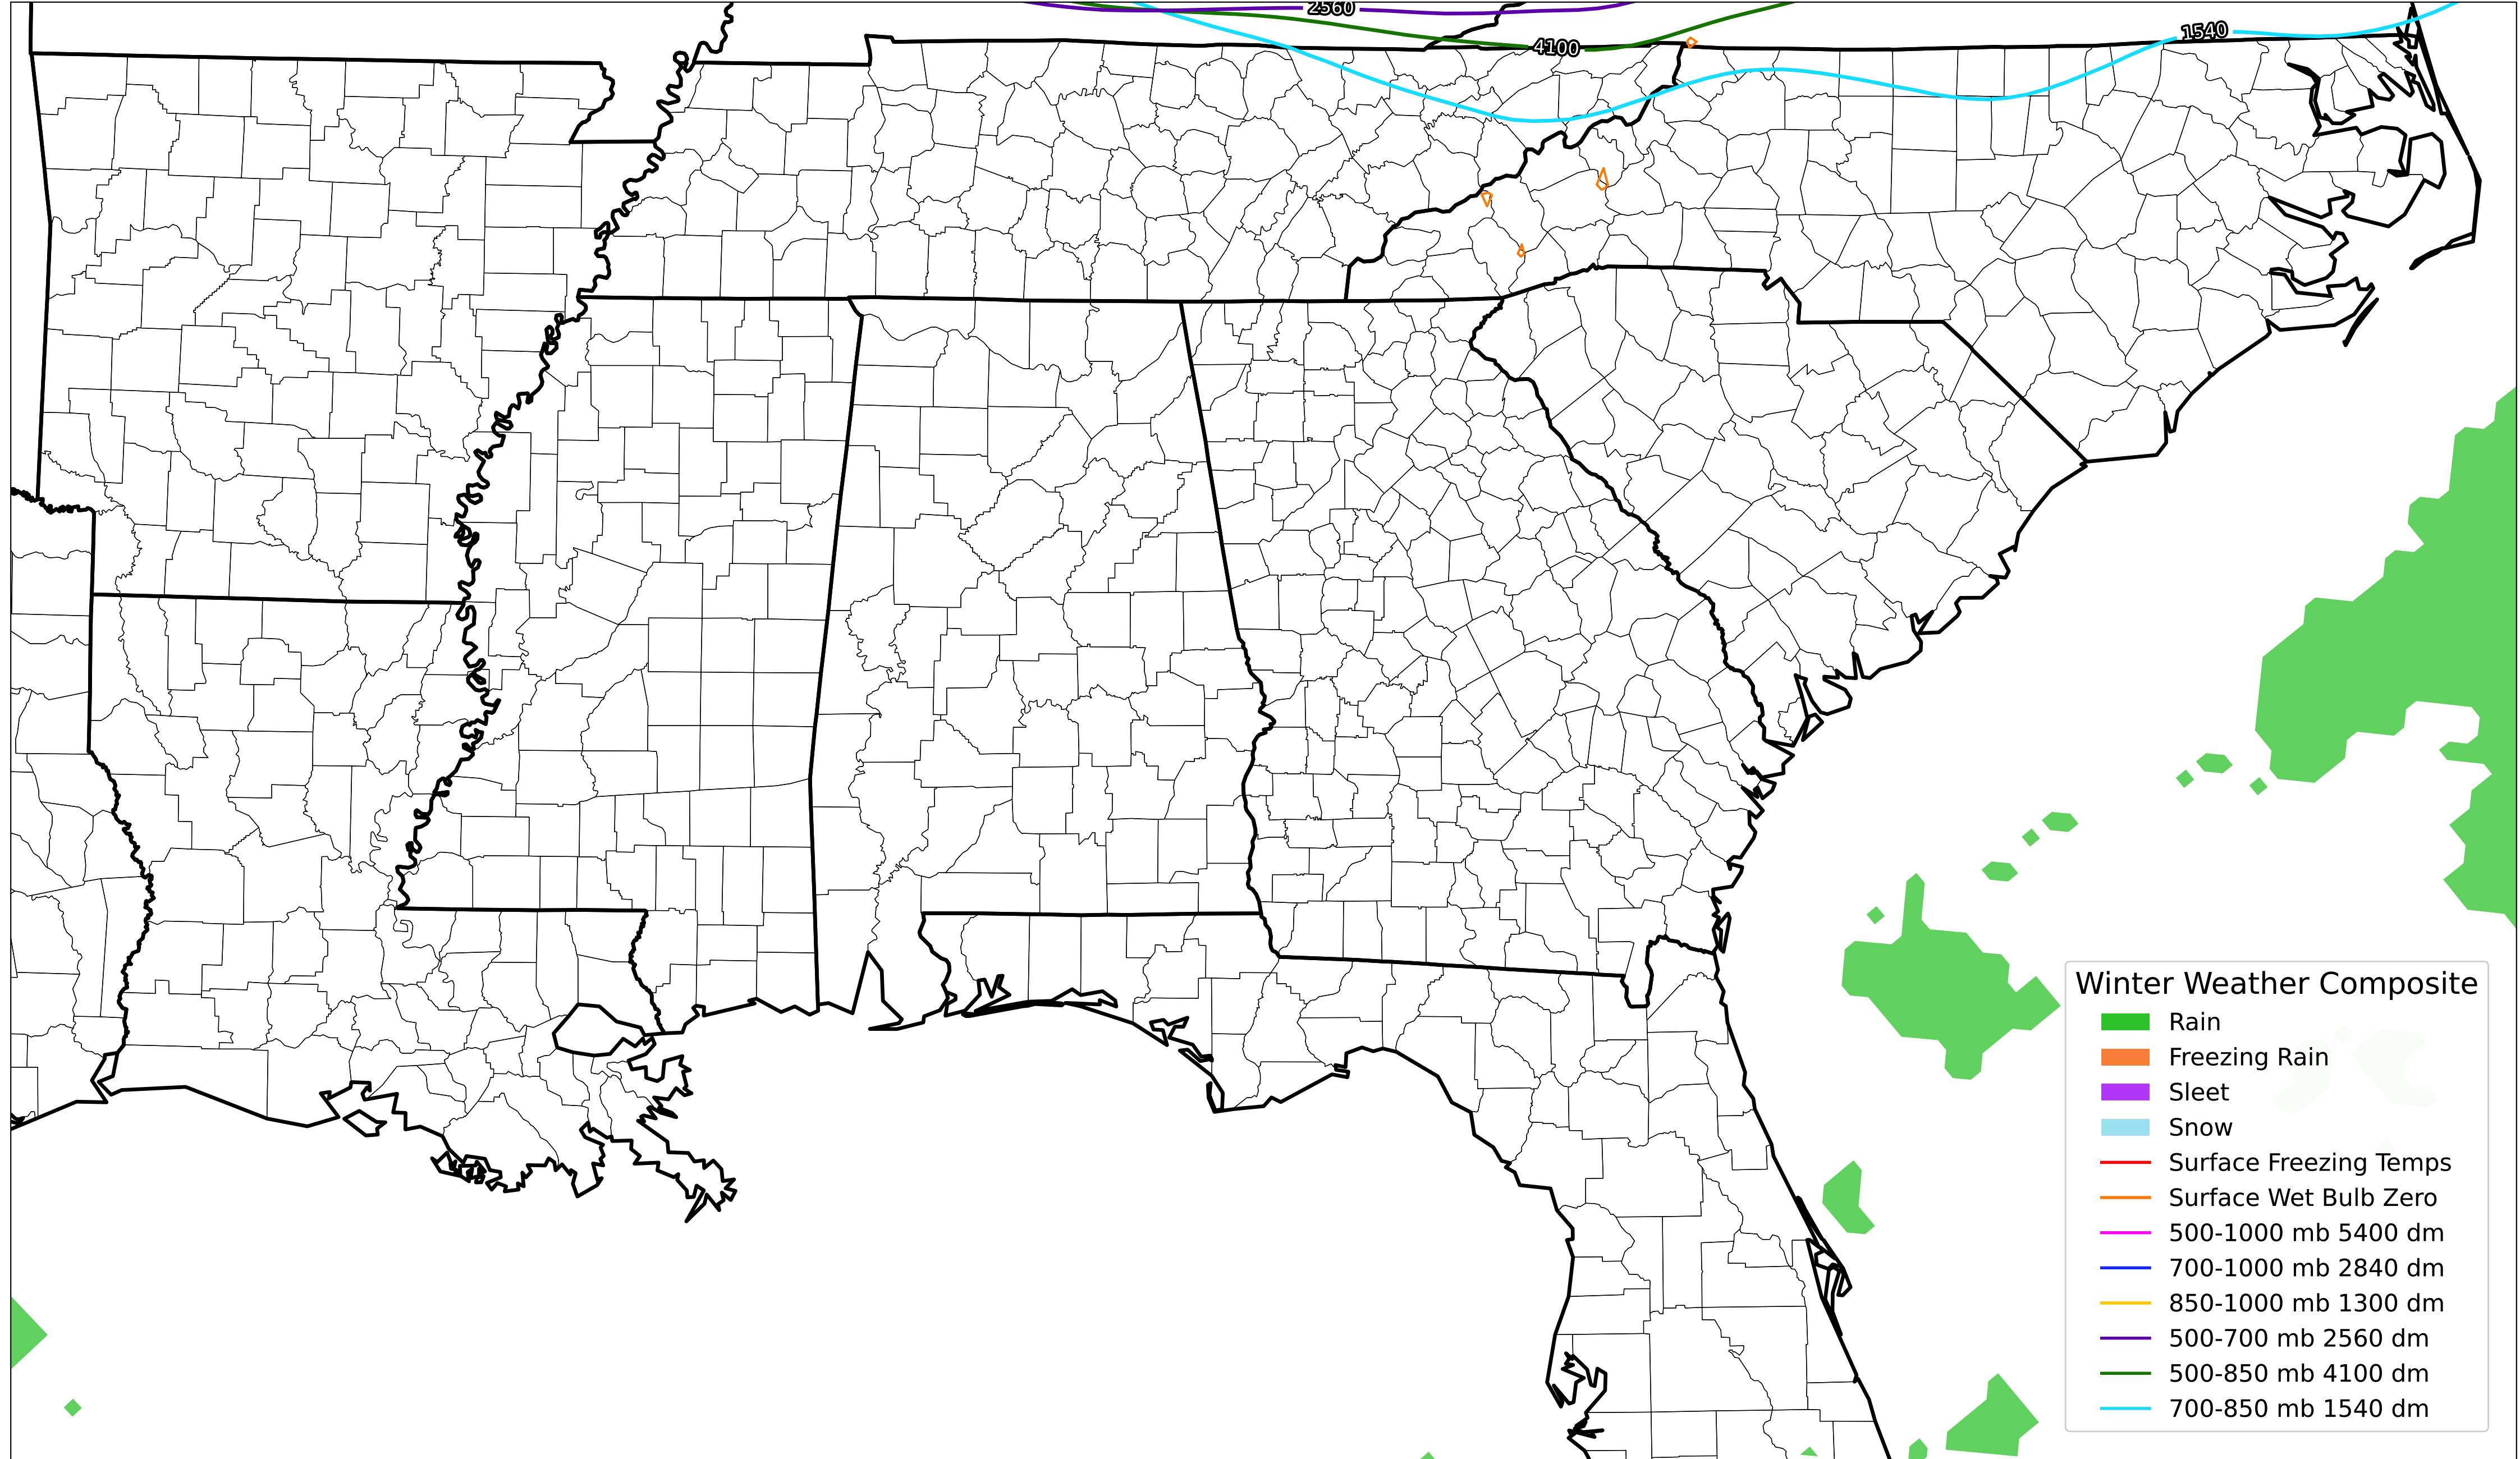 2560
4100
1540
Winter Weather Composite
Rain
Freezing Rain
Sleet
Snow
Surface Freezing Temps
Surface Wet Bulb Zero
500-1000 mb 5400 dm
700-1000 mb 2840 dm
850-1000 mb 1300 dm
500-700 mb 2560 dm
500-850 mb 4100 dm
700-850 mb 1540 dm